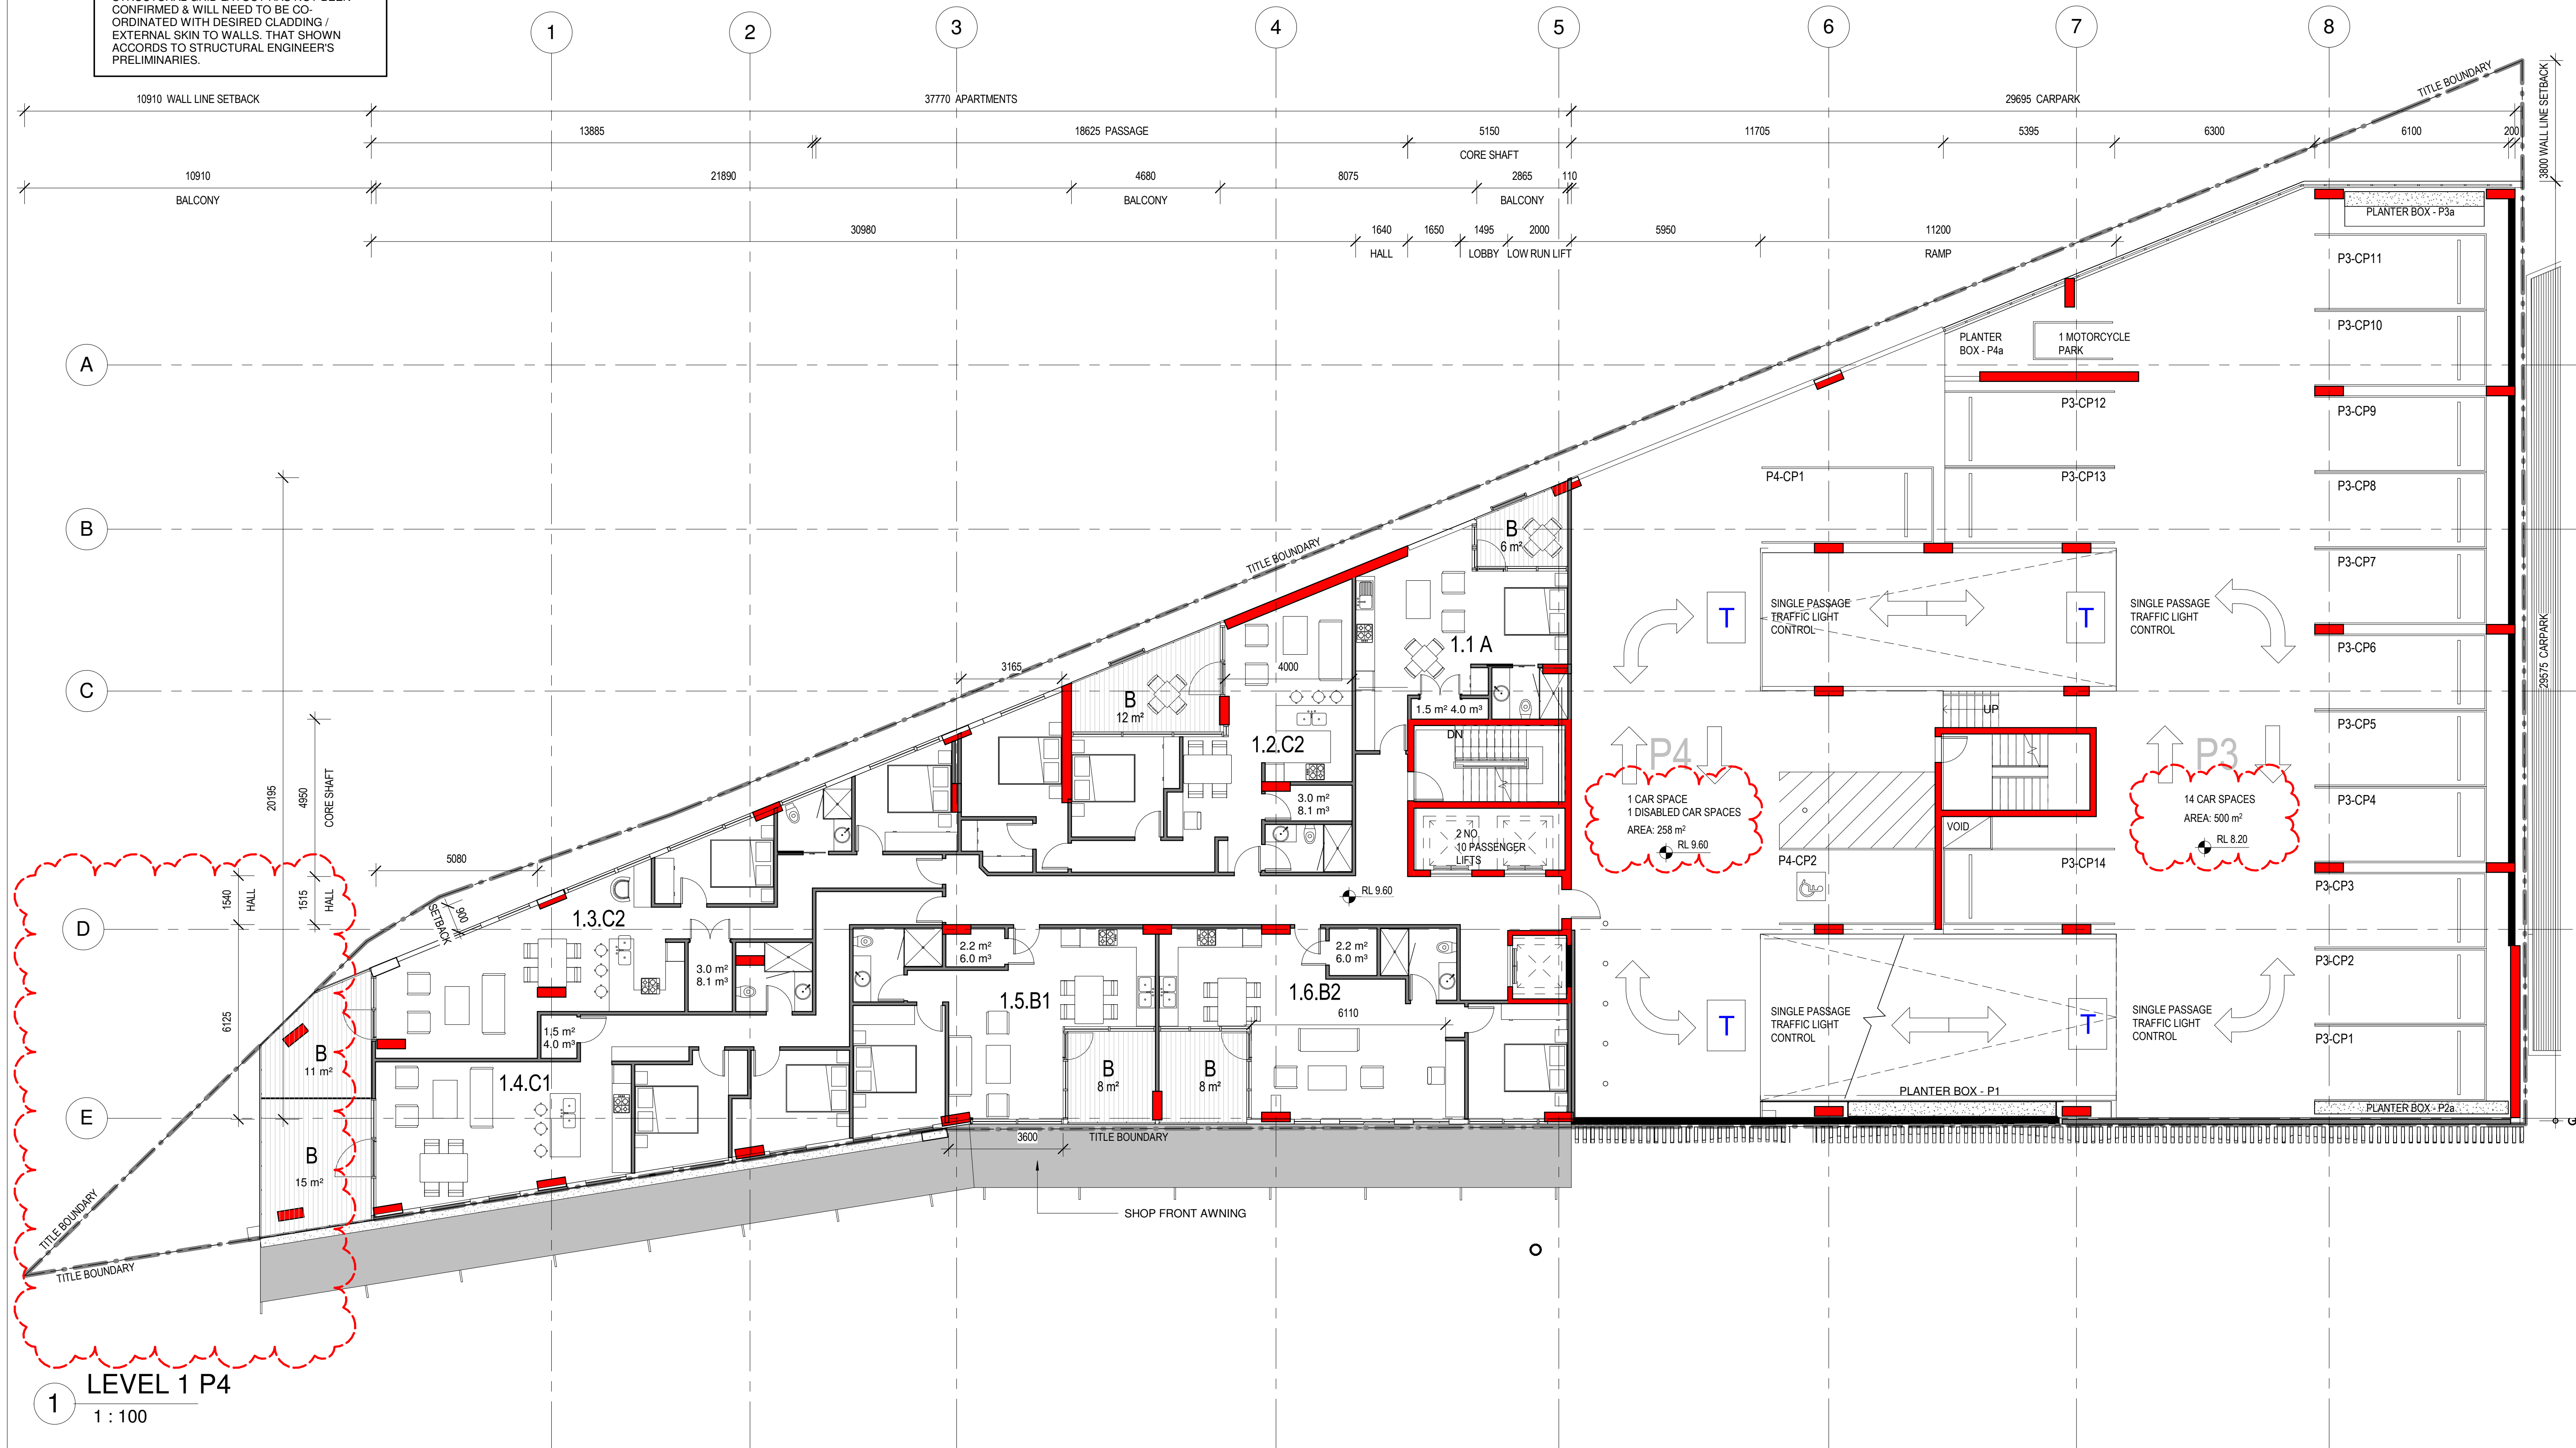 CONFIRMED & WILL NEED TO BE CO-
ORDINATED WITH DESIRED CLADDING /
EXTERNAL SKIN TO WALLS. THAT SHOWN
ACCORDS TO STRUCTURAL ENGINEER'S
PRELIMINARIES.
1
2
3
4
5
6
7
8
10910 WALL LINE SETBACK
37770 APARTMENTS
29695 CARPARK
TITLE BOUNDARY
3800 WALL LINE SETBACK
13885
18625 PASSAGE
5150
CORE SHAFT
11705
5395
6300
6100
200
10910
BALCONY
21890
4680
BALCONY
8075
2865
BALCONY
110
30980
1640
HALL
1650
1495
LOBBY
2000
LOW RUN LIFT
5950
11200
RAMP
PLANTER BOX - P3a
P3-CP11
P3-CP10
PLANTER
BOX - P4a
1 MOTORCYCLE
PARK
A
P3-CP12
P3-CP9
P4-CP1
P3-CP13
P3-CP8
B
B
6 m²
TITLE BOUNDARY
P3-CP7
SINGLE PASSAGE
TRAFFIC LIGHT
CONTROL
T
T
SINGLE PASSAGE
TRAFFIC LIGHT
CONTROL
29575 CARPARK
1.1 A
P3-CP6
3165
4000
C
B
12 m²
1.5 m² 4.0 m³
UP
P3-CP5
1.2.C2
DN
P4
P3
20195
4950
CORE SHAFT
3.0 m²
8.1 m³
1 CAR SPACE
1 DISABLED CAR SPACES
AREA: 258 m²
RL 9.60
14 CAR SPACES
AREA: 500 m²
RL 8.20
P3-CP4
2 NO.
10 PASSENGER
LIFTS
VOID
P4-CP2
P3-CP14
5080
1540
HALL
1515
HALL
900
SETBACK
RL 9.60
P3-CP3
D
1.3.C2
2.2 m²
6.0 m³
2.2 m²
6.0 m³
P3-CP2
3.0 m²
8.1 m³
1.5.B1
1.6.B2
6110
6125
SINGLE PASSAGE
TRAFFIC LIGHT
CONTROL
T
T
SINGLE PASSAGE
TRAFFIC LIGHT
CONTROL
P3-CP1
1.5 m²
4.0 m³
B
11 m²
1.4.C1
B
8 m²
B
8 m²
PLANTER BOX - P1
PLANTER BOX - P2a
E
G
3600
TITLE BOUNDARY
B
15 m²
SHOP FRONT AWNING
TITLE BOUNDARY
TITLE BOUNDARY
1
LEVEL 1 P4
1 : 100